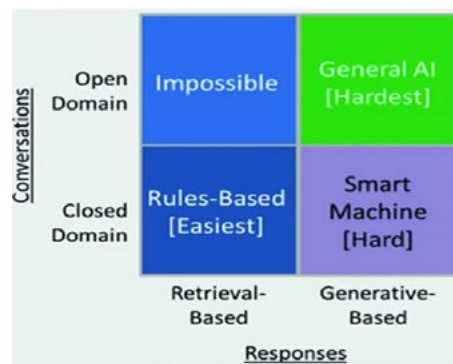 Conversations
Open
Domain
Impossible
General AI
[Hardest]
Closed
Domain
Rules-Based
[Easiest]
Smart
Machine
[Hard]
Retrieval-
Based
Generative-
Based
Responses